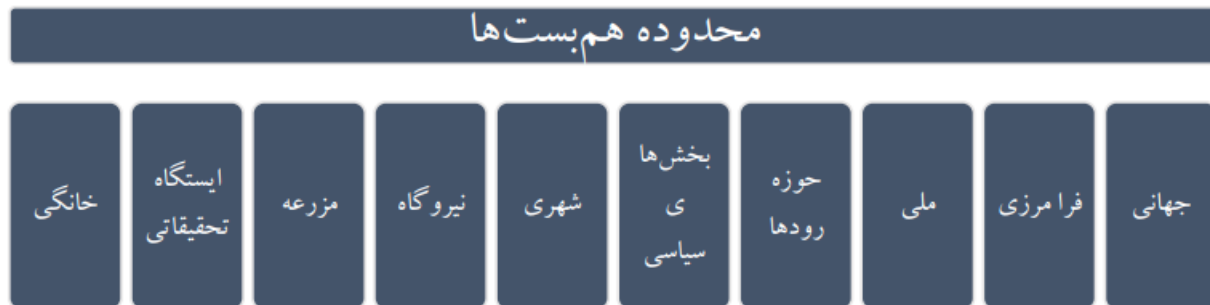 محدوده هم‌بست‌ها
جهانی
فرا مرزی
ملی
حوزه
رودها
بخش‌ها
ی
سیاسی
شهری
نیروگاه
مزرعه
ایستگاه
تحقیقاتی
خانگی